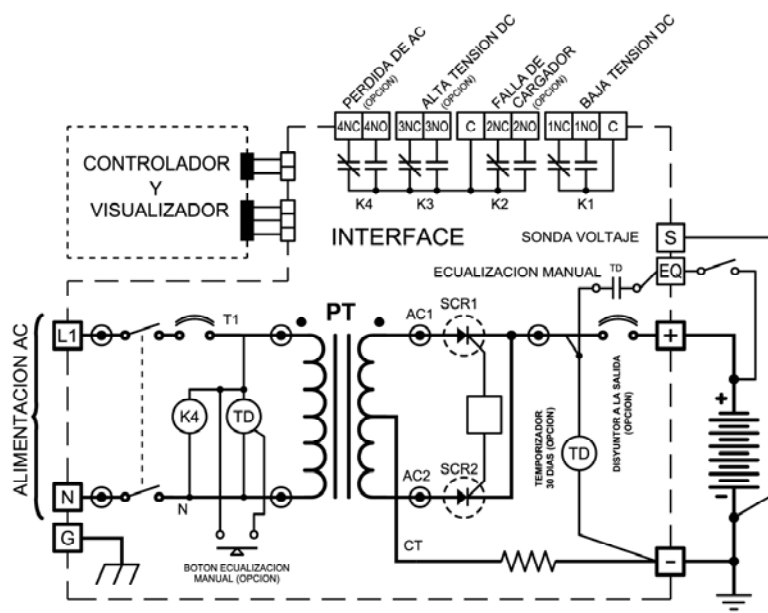 PERDIDA DE AC
(OPCION)
ALTA TENSION DC
(OPCION)
FALLA DE
CARGADOR
(OPCION)
BAJA TENSION DC
4NC 4NO 3NC 3NO C 2NC 2NO 1NC 1NO C
K4 K3 K2 K1
CONTROLADOR
Y
VISUALIZADOR
INTERFACE
SONDA VOLTAJE S
ECUALIZACION MANUAL TD EQ
ALIMENTACION AC
L1 T1 PT AC1 SCR1 +
K4 TD
TEMPORIZADOR
30 DIAS (OPCION)
TD
DISYUNTOR A LA SALIDA
(OPCION)
+
-
N N AC2 SCR2
G
BOTON ECUALIZACION
MANUAL (OPCION)
CT -